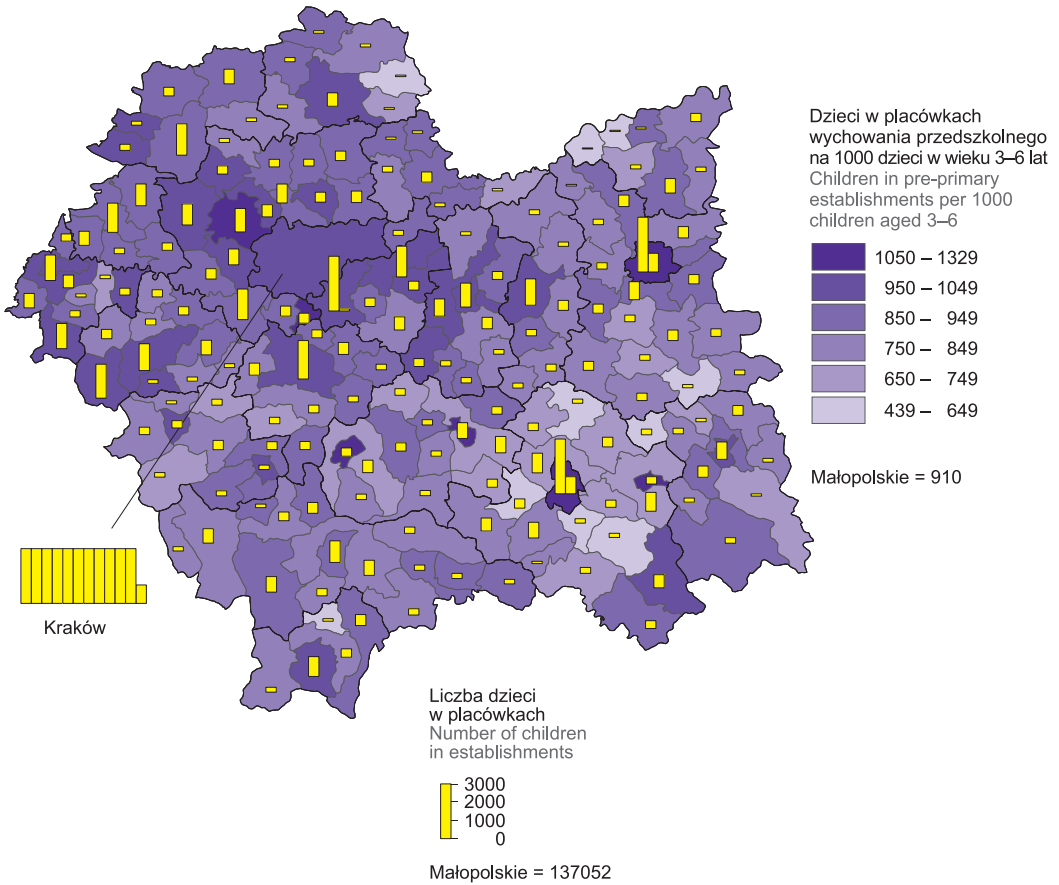 Dzieci w placówkach
wychowania przedszkolnego
na 1000 dzieci w wieku 3–6 lat
Children in pre-primary
establishments per 1000
children aged 3–6
1050 – 1329
950 – 1049
850 – 949
750 – 849
650 – 749
439 – 649
Małopolskie = 910
Kraków
Liczba dzieci
w placówkach
Number of children
in establishments
3000
2000
1000
0
Małopolskie = 137052